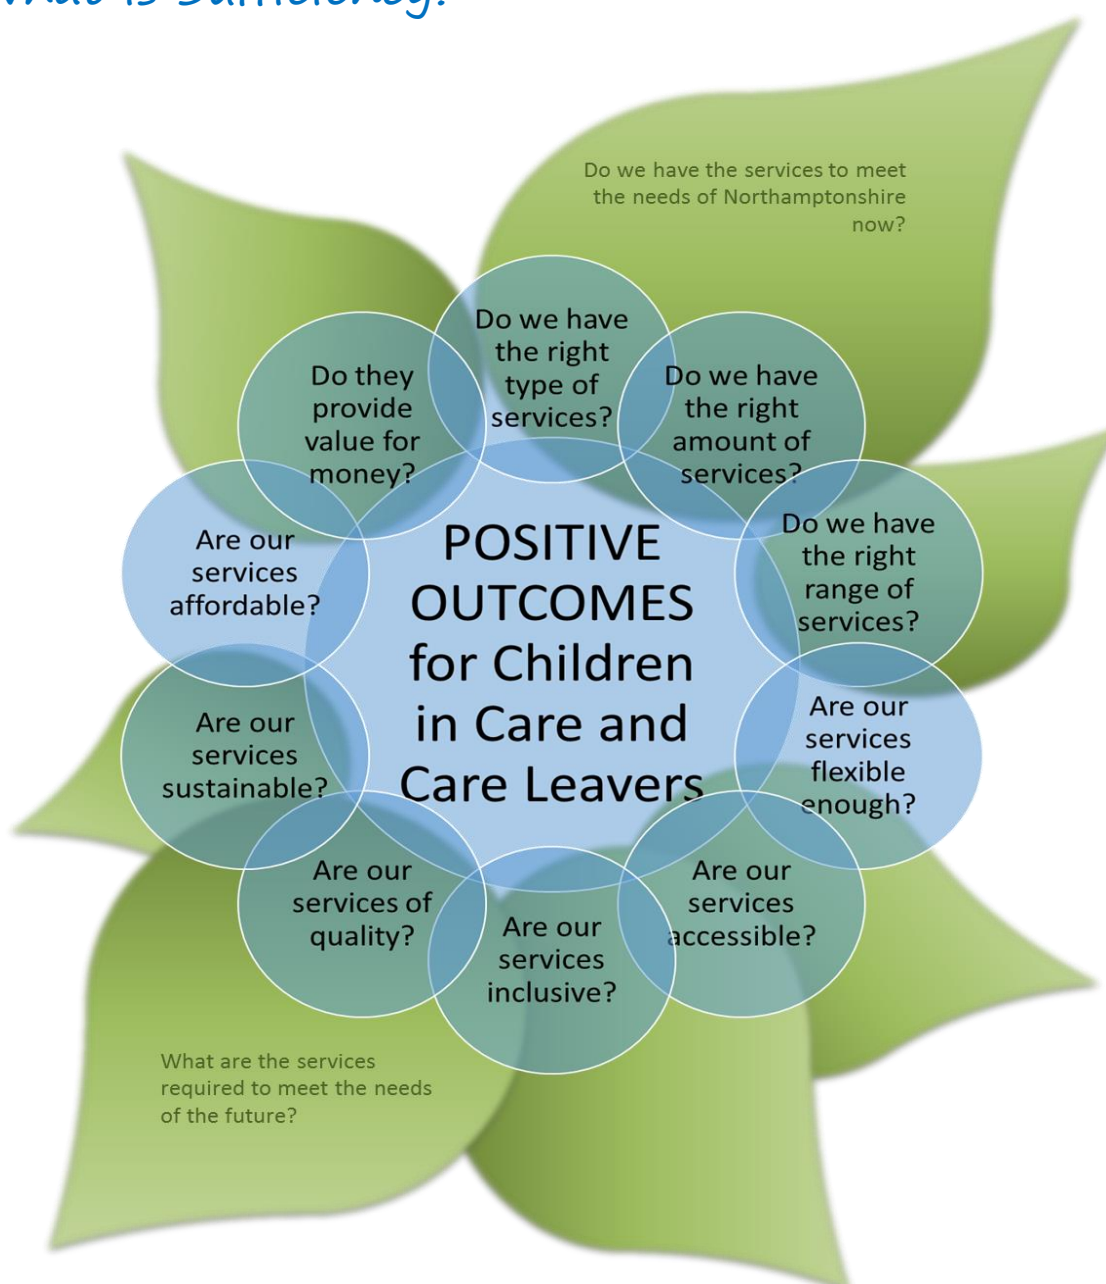 What is Sufficiency?
Do we have the services to meet
the needs of Northamptonshire
now?
Do we have
the right
type of
services?
Do we have
the right
amount of
services?
Do we have
the right
range of
services?
Are our
services
flexible
enough?
Are our
services
accessible?
Are our
services
inclusive?
Are our
services of
quality?
Are our
services
sustainable?
Are our
services
affordable?
Do they
provide
value for
money?
POSITIVE
OUTCOMES
for Children
in Care and
Care Leavers
What are the services
required to meet the needs
of the future?